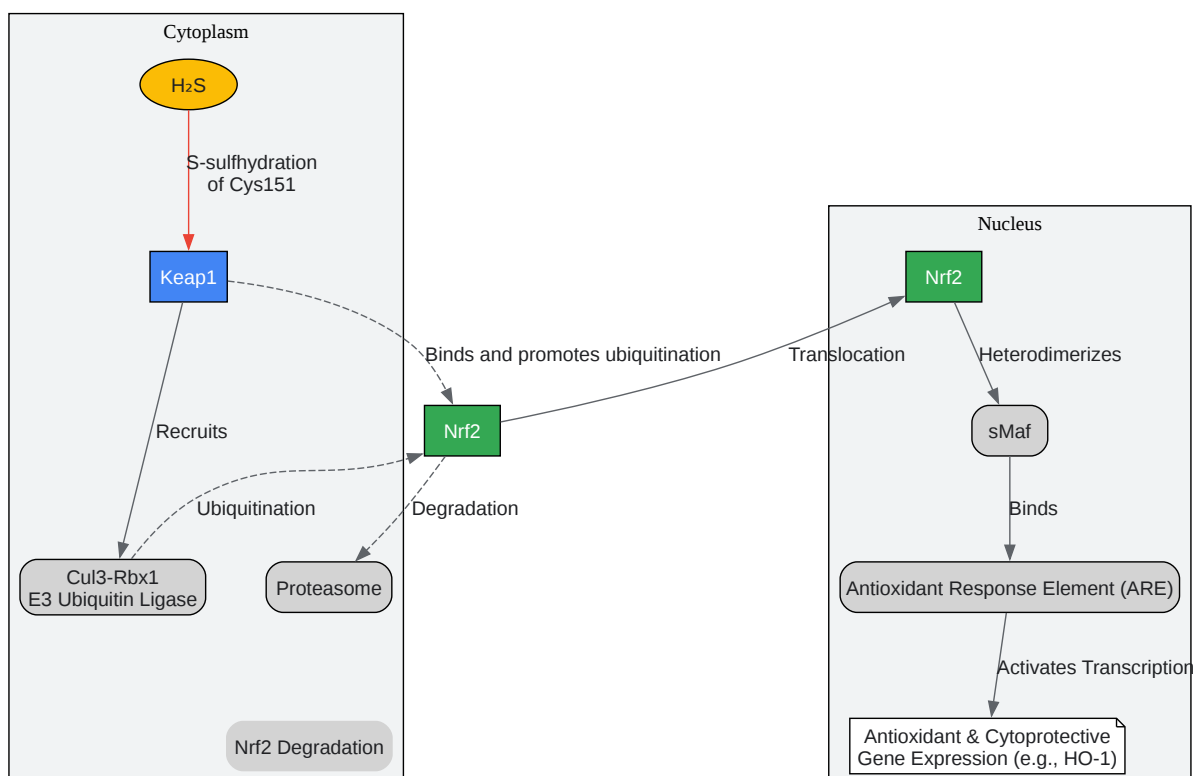 Cytoplasm
H₂S
S-sulfhydration
of Cys151
Nucleus
Keap1
Nrf2
Binds and promotes ubiquitination
Translocation
Heterodimerizes
Recruits
Nrf2
sMaf
Ubiquitination
Degradation
Binds
Cul3-Rbx1
E3 Ubiquitin Ligase
Proteasome
Antioxidant Response Element (ARE)
Activates Transcription
Nrf2 Degradation
Antioxidant & Cytoprotective
Gene Expression (e.g., HO-1)